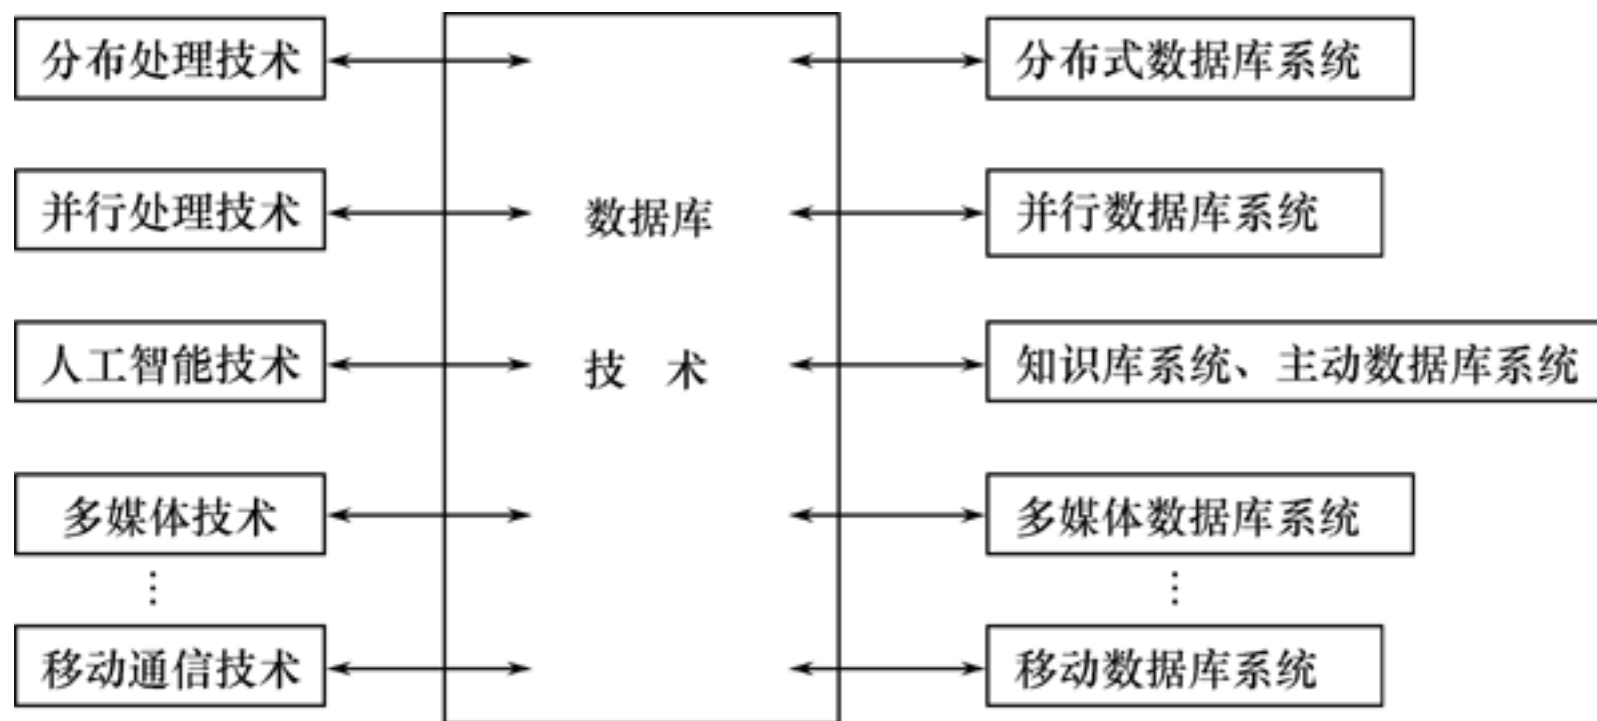 分布处理技术
分布式数据库系统
并行处理技术
数据库
并行数据库系统
人工智能技术
技 术
知识库系统、主动数据库系统
多媒体技术
多媒体数据库系统
⋮
⋮
移动通信技术
移动数据库系统